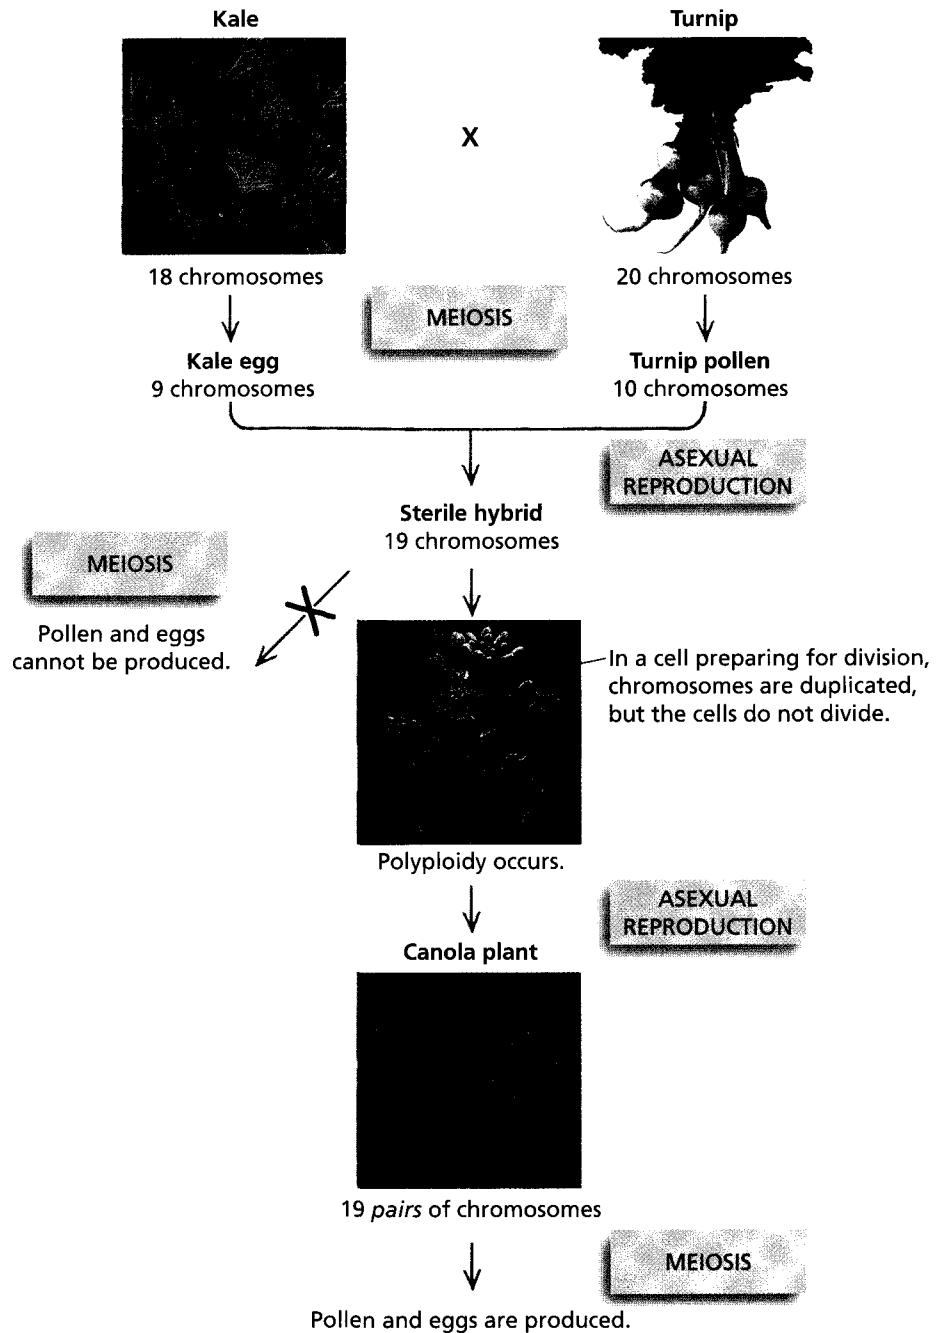 Kale
Turnip
X
18 chromosomes
20 chromosomes
MEIOSIS
Kale egg
9 chromosomes
Turnip pollen
10 chromosomes
ASEXUAL
REPRODUCTION
Sterile hybrid
19 chromosomes
MEIOSIS
Pollen and eggs
cannot be produced.
In a cell preparing for division,
chromosomes are duplicated,
but the cells do not divide.
Polyploidy occurs.
ASEXUAL
REPRODUCTION
Canola plant
19 pairs of chromosomes
MEIOSIS
Pollen and eggs are produced.